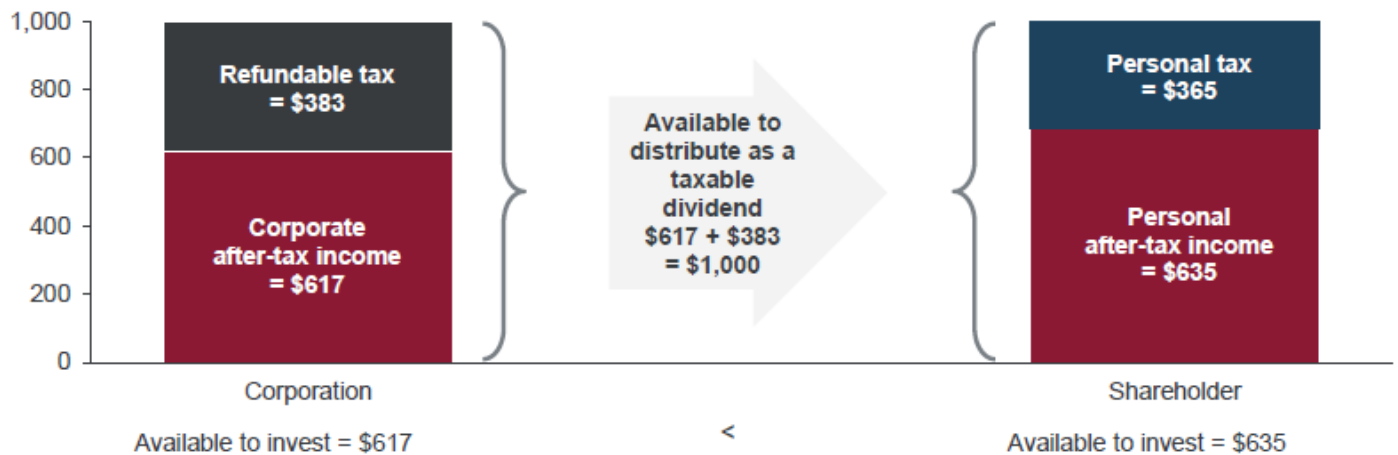 1,000
800
600
400
200
0
Refundable tax
= $383
Corporate
after-tax income
= $617
Available to
distribute as a
taxable
dividend
$617 + $383
= $1,000
Personal tax
= $365
Personal
after-tax income
= $635
Corporation
Shareholder
Available to invest = $617
<
Available to invest = $635